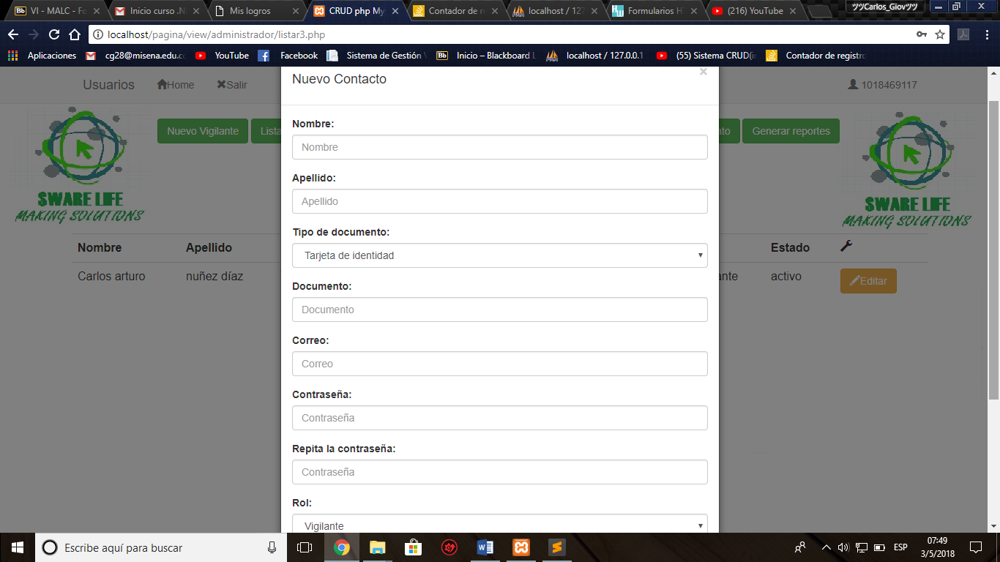 VI - MALC - Fo
Inicio curso .N
Mis logros
CRUD php My
Contador de r
localhost / 127
Formularios H
(216) YouTube
ツツCarlos_Giovツツ
localhost/pagina/view/administrador/listar3.php
Aplicaciones
cg28@misena.edu.c
YouTube
Facebook
Sistema de Gestión
Inicio – Blackboard L
localhost / 127.0.0.1
(55) Sistema CRUD(i
Contador de registr
Usuarios
Home
Salir
1018469117
Nuevo Vigilante
Lista
ato
Generar reportes
SWARE LIFE
MAKING SOLUTIONS
SWARE LIFE
MAKING SOLUTIONS
Nombre
Apellido
Estado
Carlos arturo
nuñez díaz
ante
activo
Editar
Nuevo Contacto
×
Nombre:
Nombre
Apellido:
Apellido
Tipo de documento:
Tarjeta de identidad
Documento:
Documento
Correo:
Correo
Contraseña:
Contraseña
Repita la contraseña:
Contraseña
Rol:
Vigilante
Escribe aquí para buscar
ESP
07:49
3/5/2018